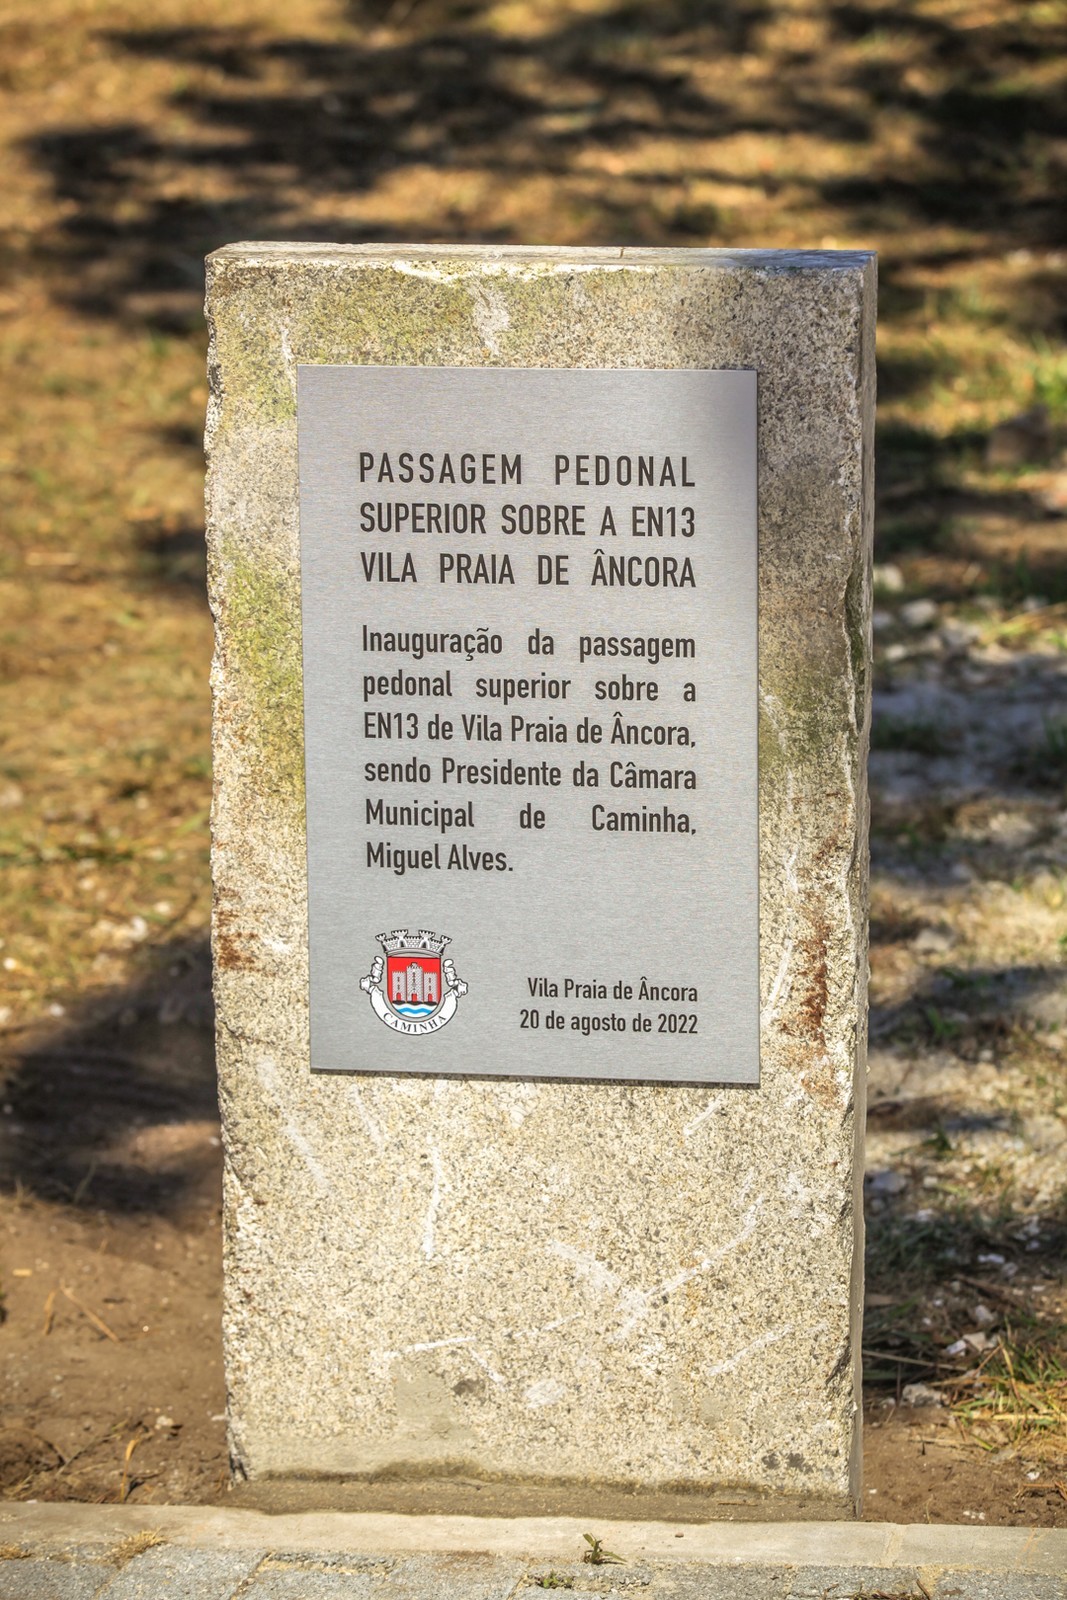 PASSAGEM PEDONAL
SUPERIOR SOBRE A EN13
VILA PRAIA DE ÂNCORA
Inauguração da passagem
pedonal superior sobre a
EN13 de Vila Praia de Âncora,
sendo Presidente da Câmara
Municipal de Caminha,
Miguel Alves.
CAMINHA
Vila Praia de Âncora
20 de agosto de 2022